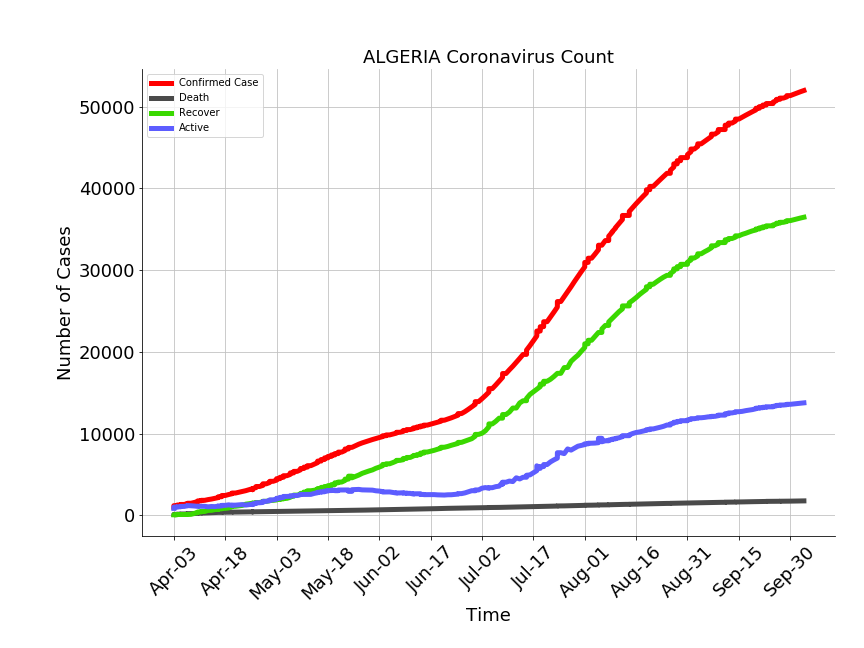 ALGERIA Coronavirus Count
Confirmed Case
Death
Recover
Active
Number of Cases
50000
40000
30000
20000
10000
0
Apr-03 Apr-18 May-03 May-18 Jun-02 Jun-17 Jul-02 Jul-17 Aug-01 Aug-16 Aug-31 Sep-15 Sep-30
Time